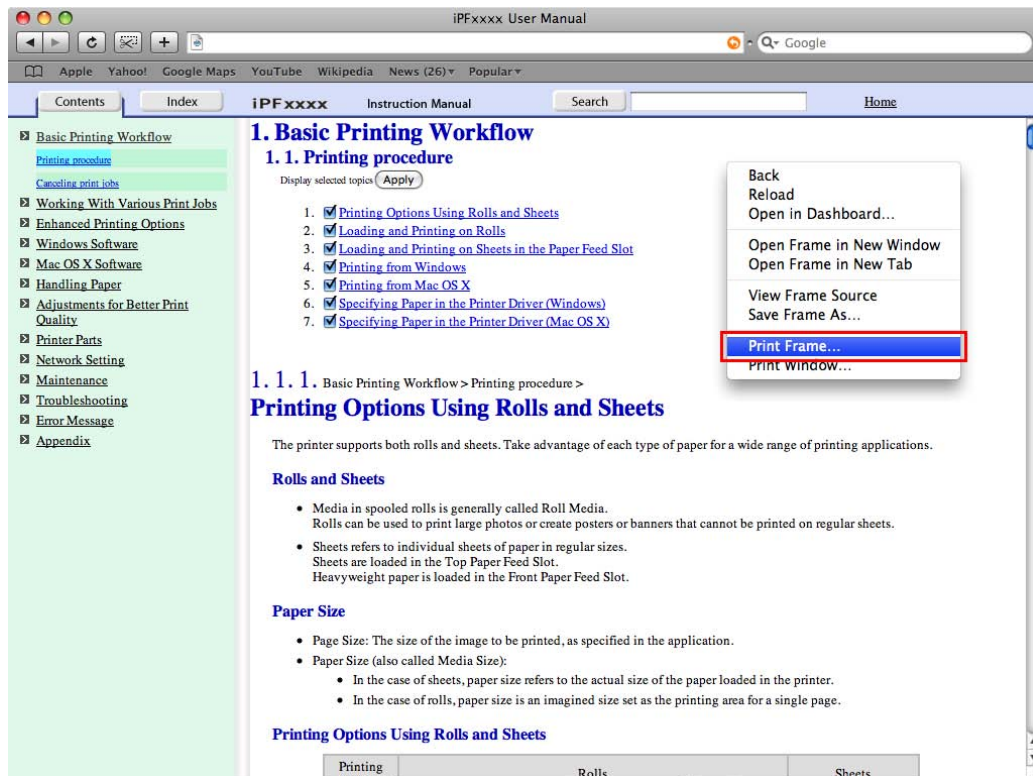 iPFxxxx User Manual
Google
Apple Yahoo! Google Maps YouTube Wikipedia News (26) Popular
Contents Index iPFxxxx Instruction Manual Search Home
Basic Printing Workflow
Printing procedure
Canceling print jobs
Working With Various Print Jobs
Enhanced Printing Options
Windows Software
Mac OS X Software
Handling Paper
Adjustments for Better Print
Quality
Printer Parts
Network Setting
Maintenance
Troubleshooting
Error Message
Appendix
1. Basic Printing Workflow
1. 1. Printing procedure
Display selected topics Apply
1. Printing Options Using Rolls and Sheets
2. Loading and Printing on Rolls
3. Loading and Printing on Sheets in the Paper Feed Slot
4. Printing from Windows
5. Printing from Mac OS X
6. Specifying Paper in the Printer Driver (Windows)
7. Specifying Paper in the Printer Driver (Mac OS X)
Back
Reload
Open in Dashboard...
Open Frame in New Window
Open Frame in New Tab
View Frame Source
Save Frame As...
Print Frame...
Print Window...
1. 1. 1. Basic Printing Workflow > Printing procedure >
Printing Options Using Rolls and Sheets
The printer supports both rolls and sheets. Take advantage of each type of paper for a wide range of printing applications.
Rolls and Sheets
• Media in spooled rolls is generally called Roll Media.
Rolls can be used to print large photos or create posters or banners that cannot be printed on regular sheets.
• Sheets refers to individual sheets of paper in regular sizes.
Sheets are loaded in the Top Paper Feed Slot.
Heavyweight paper is loaded in the Front Paper Feed Slot.
Paper Size
• Page Size: The size of the image to be printed, as specified in the application.
• Paper Size (also called Media Size):
• In the case of sheets, paper size refers to the actual size of the paper loaded in the printer.
• In the case of rolls, paper size is an imagined size set as the printing area for a single page.
Printing Options Using Rolls and Sheets
Printing
Rolls Sheets